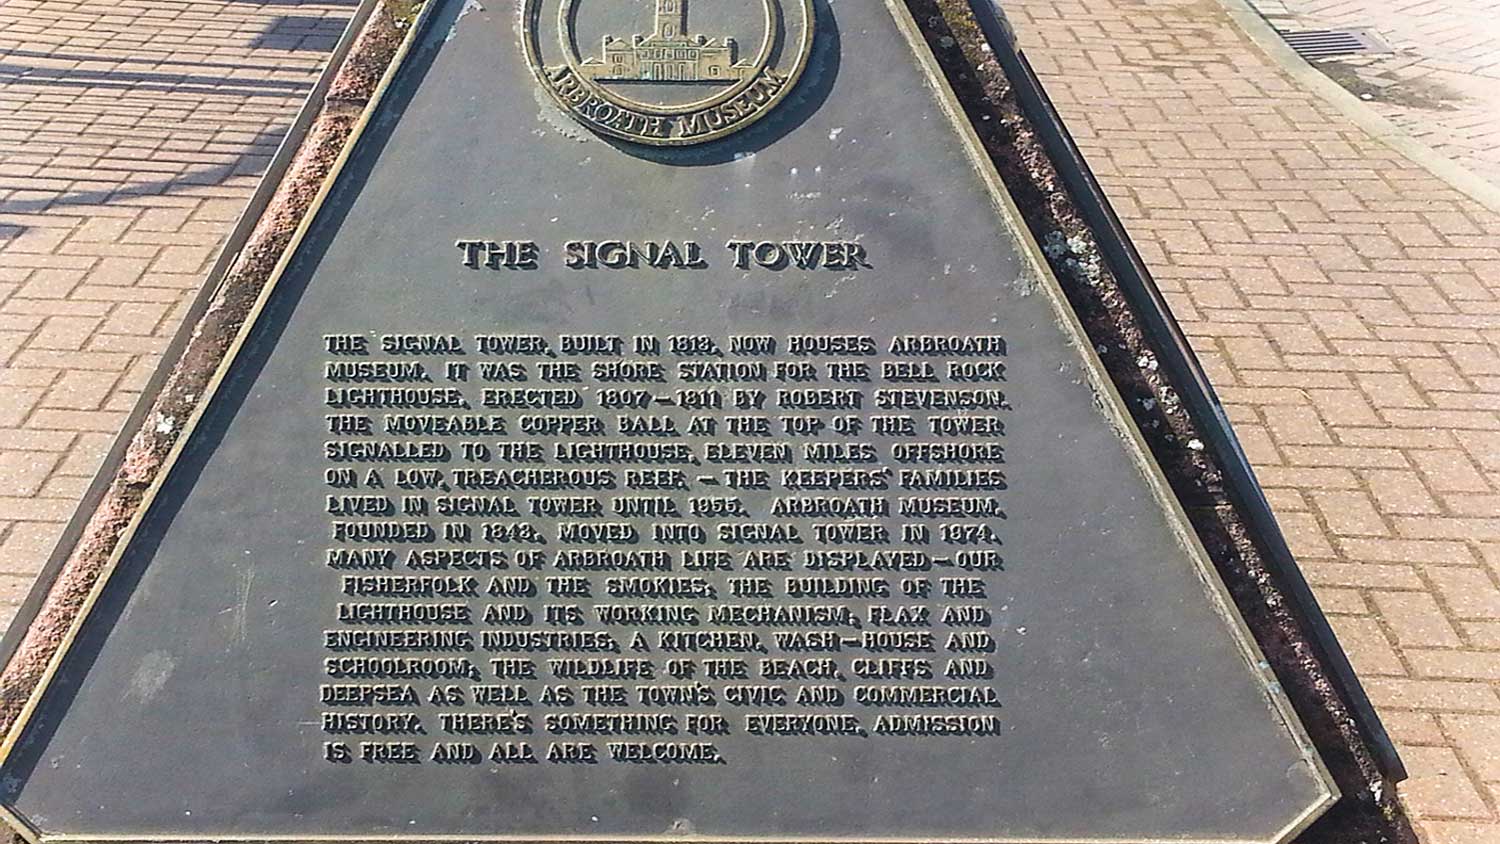 ARBROATH MUSEUM
THE SIGNAL TOWER
THE SIGNAL TOWER, BUILT IN 1813, NOW HOUSES ARBROATH
MUSEUM. IT WAS THE SHORE STATION FOR THE BELL ROCK
LIGHTHOUSE, ERECTED 1807-1811 BY ROBERT STEVENSON.
THE MOVEABLE COPPER BALL AT THE TOP OF THE TOWER
SIGNALLED TO THE LIGHTHOUSE, ELEVEN MILES OFFSHORE
ON A LOW, TREACHEROUS REEF, - THE KEEPERS' FAMILIES
LIVED IN SIGNAL TOWER UNTIL 1955. ARBROATH MUSEUM,
FOUNDED IN 1843, MOVED INTO SIGNAL TOWER IN 1974.
MANY ASPECTS OF ARBROATH LIFE ARE DISPLAYED - OUR
FISHERFOLK AND THE SMOKIES; THE BUILDING OF THE
LIGHTHOUSE AND ITS WORKING MECHANISM; FLAX AND
ENGINEERING INDUSTRIES; A KITCHEN, WASH-HOUSE AND
SCHOOLROOM; THE WILDLIFE OF THE BEACH, CLIFFS AND
DEEPSEA AS WELL AS THE TOWN'S CIVIC AND COMMERCIAL
HISTORY. THERE'S SOMETHING FOR EVERYONE, ADMISSION
IS FREE AND ALL ARE WELCOME.